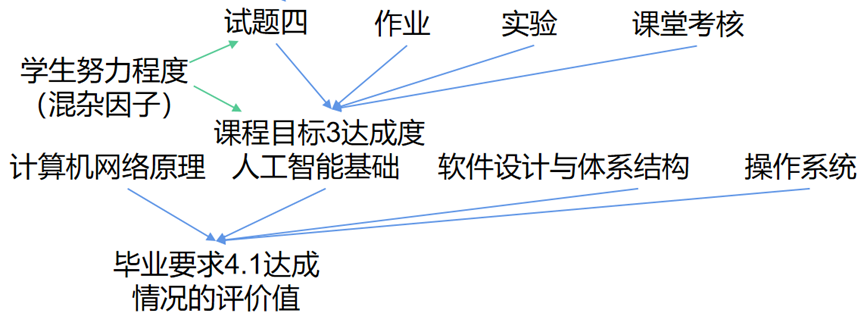 试题四 作业 实验 课堂考核
学生努力程度
（混杂因子）
课程目标3达成度
计算机网络原理 人工智能基础 软件设计与体系结构 操作系统
毕业要求4.1达成
情况的评价值